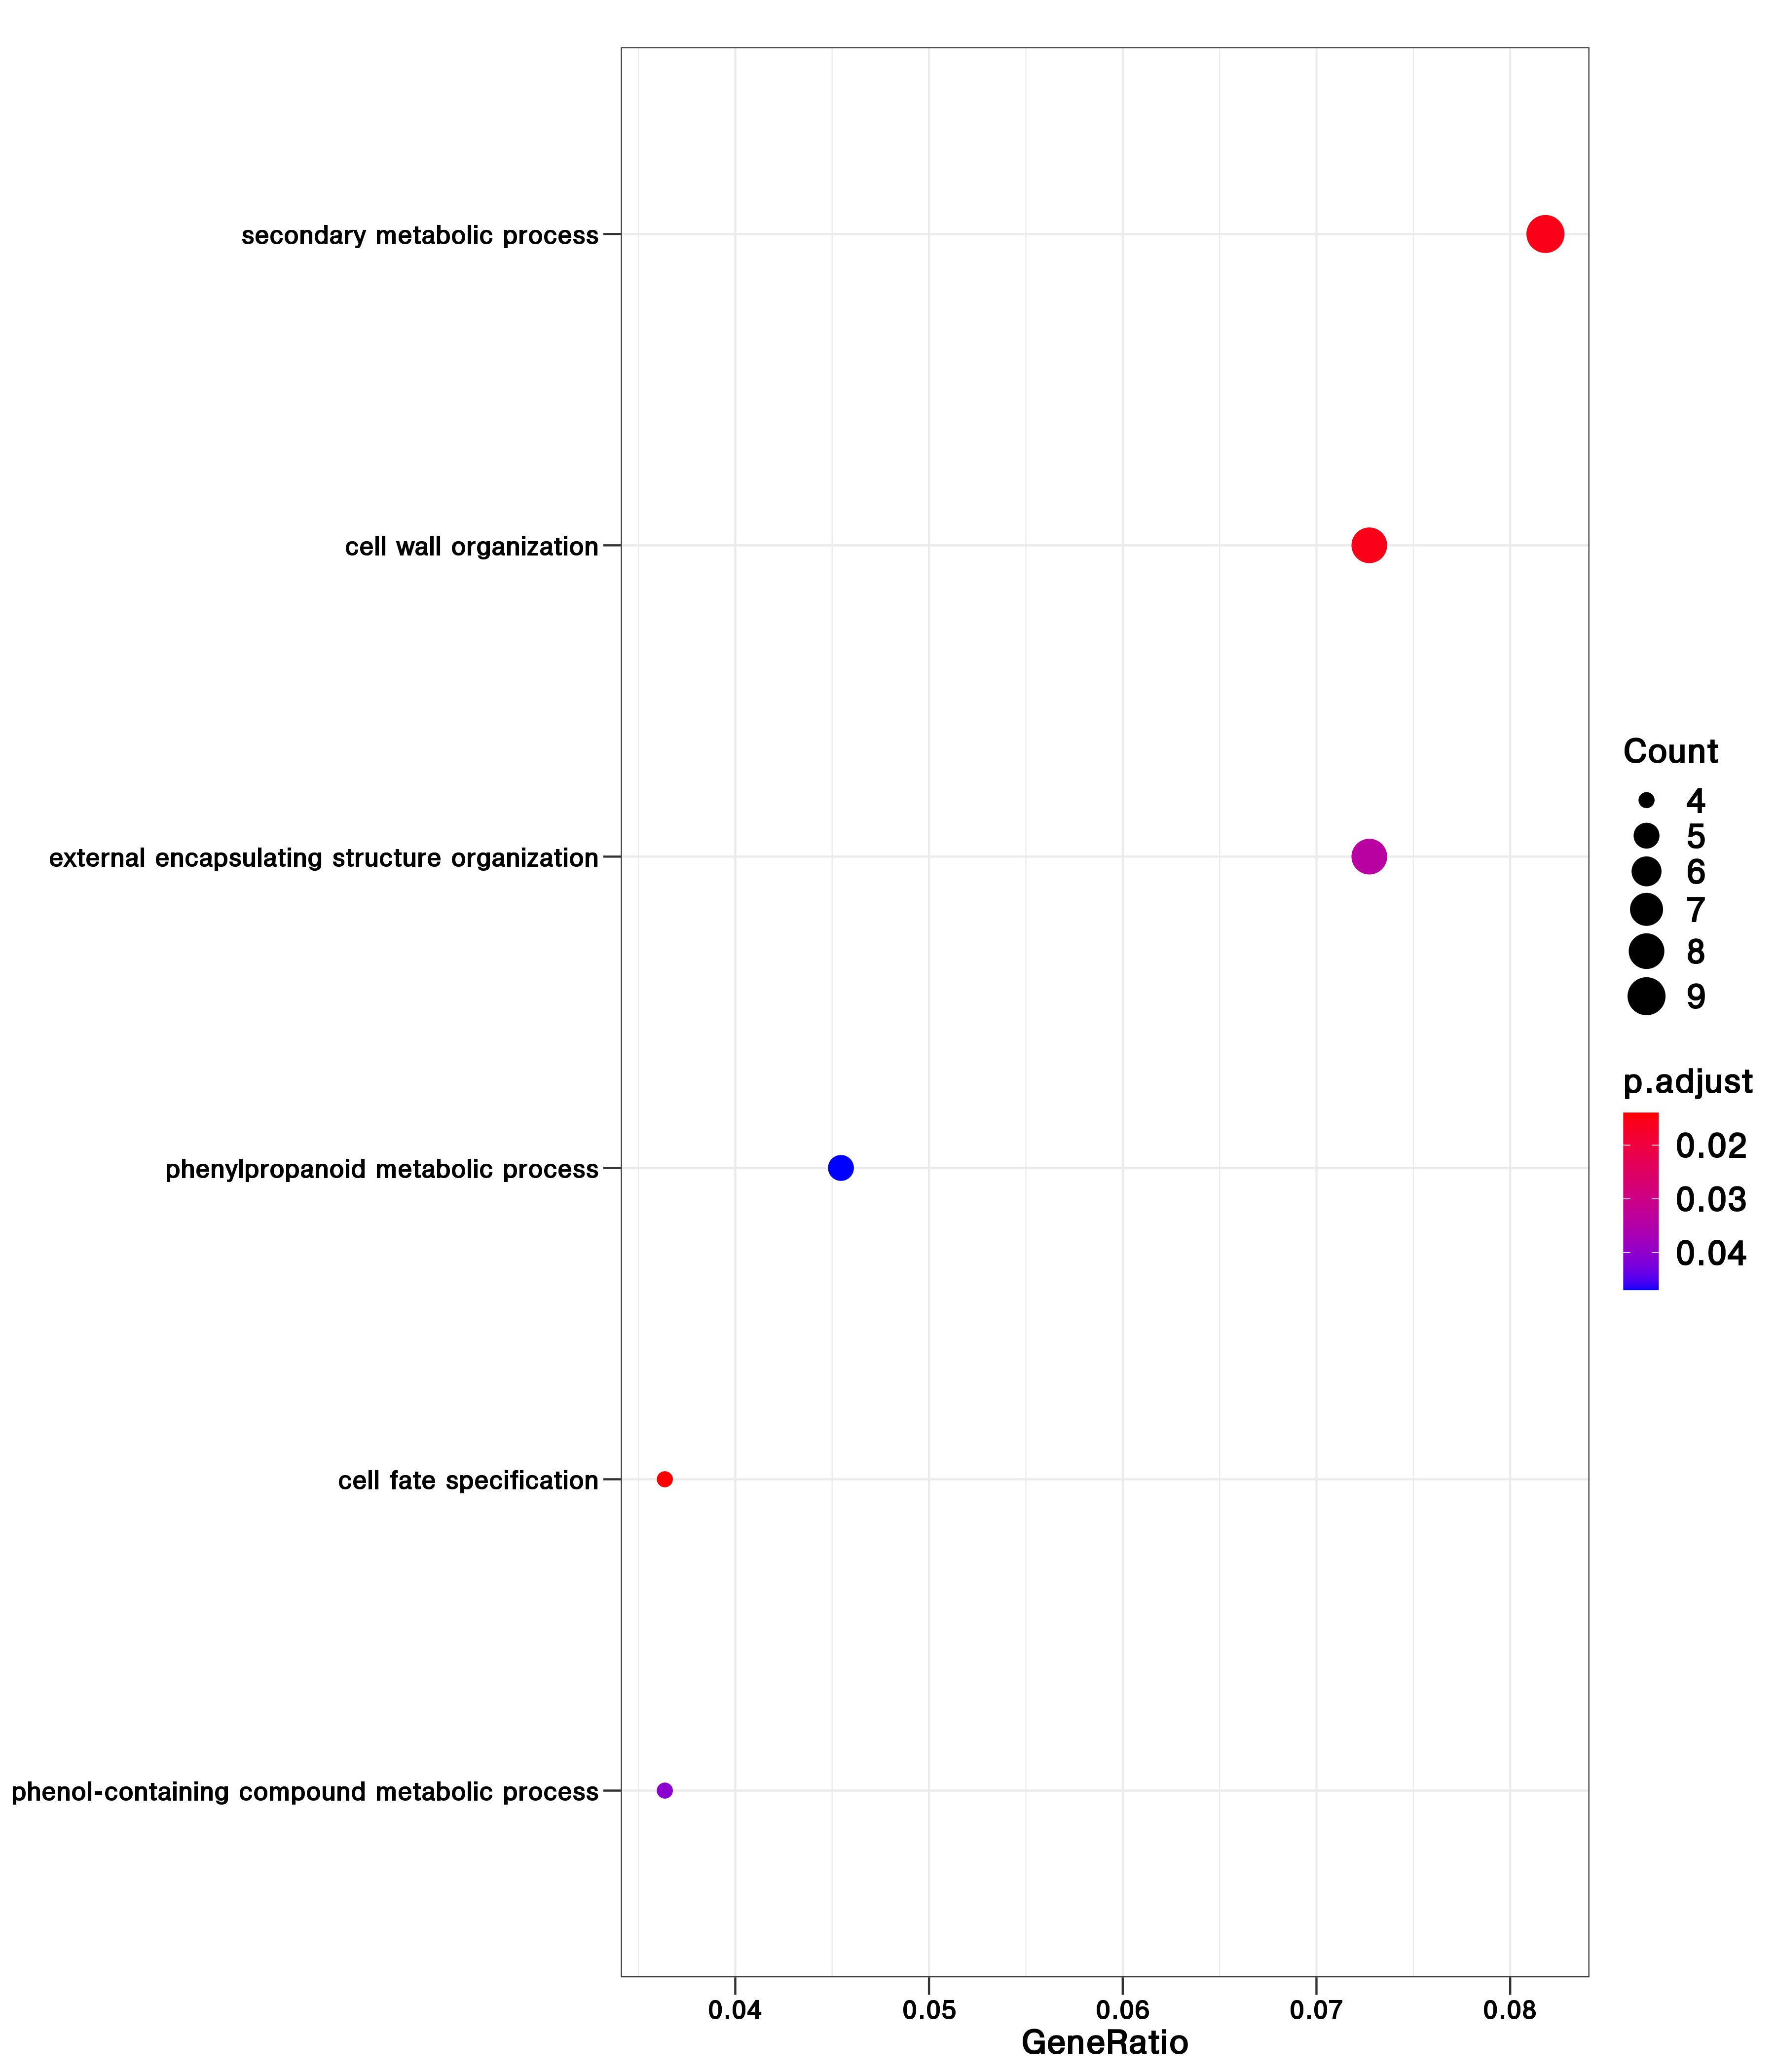 secondary metabolic process
cell wall organization
external encapsulating structure organization
phenylpropanoid metabolic process
cell fate specification
phenol-containing compound metabolic process
0.04 0.05 0.06 0.07 0.08
GeneRatio
Count
4
5
6
7
8
9
p.adjust
0.02
0.03
0.04